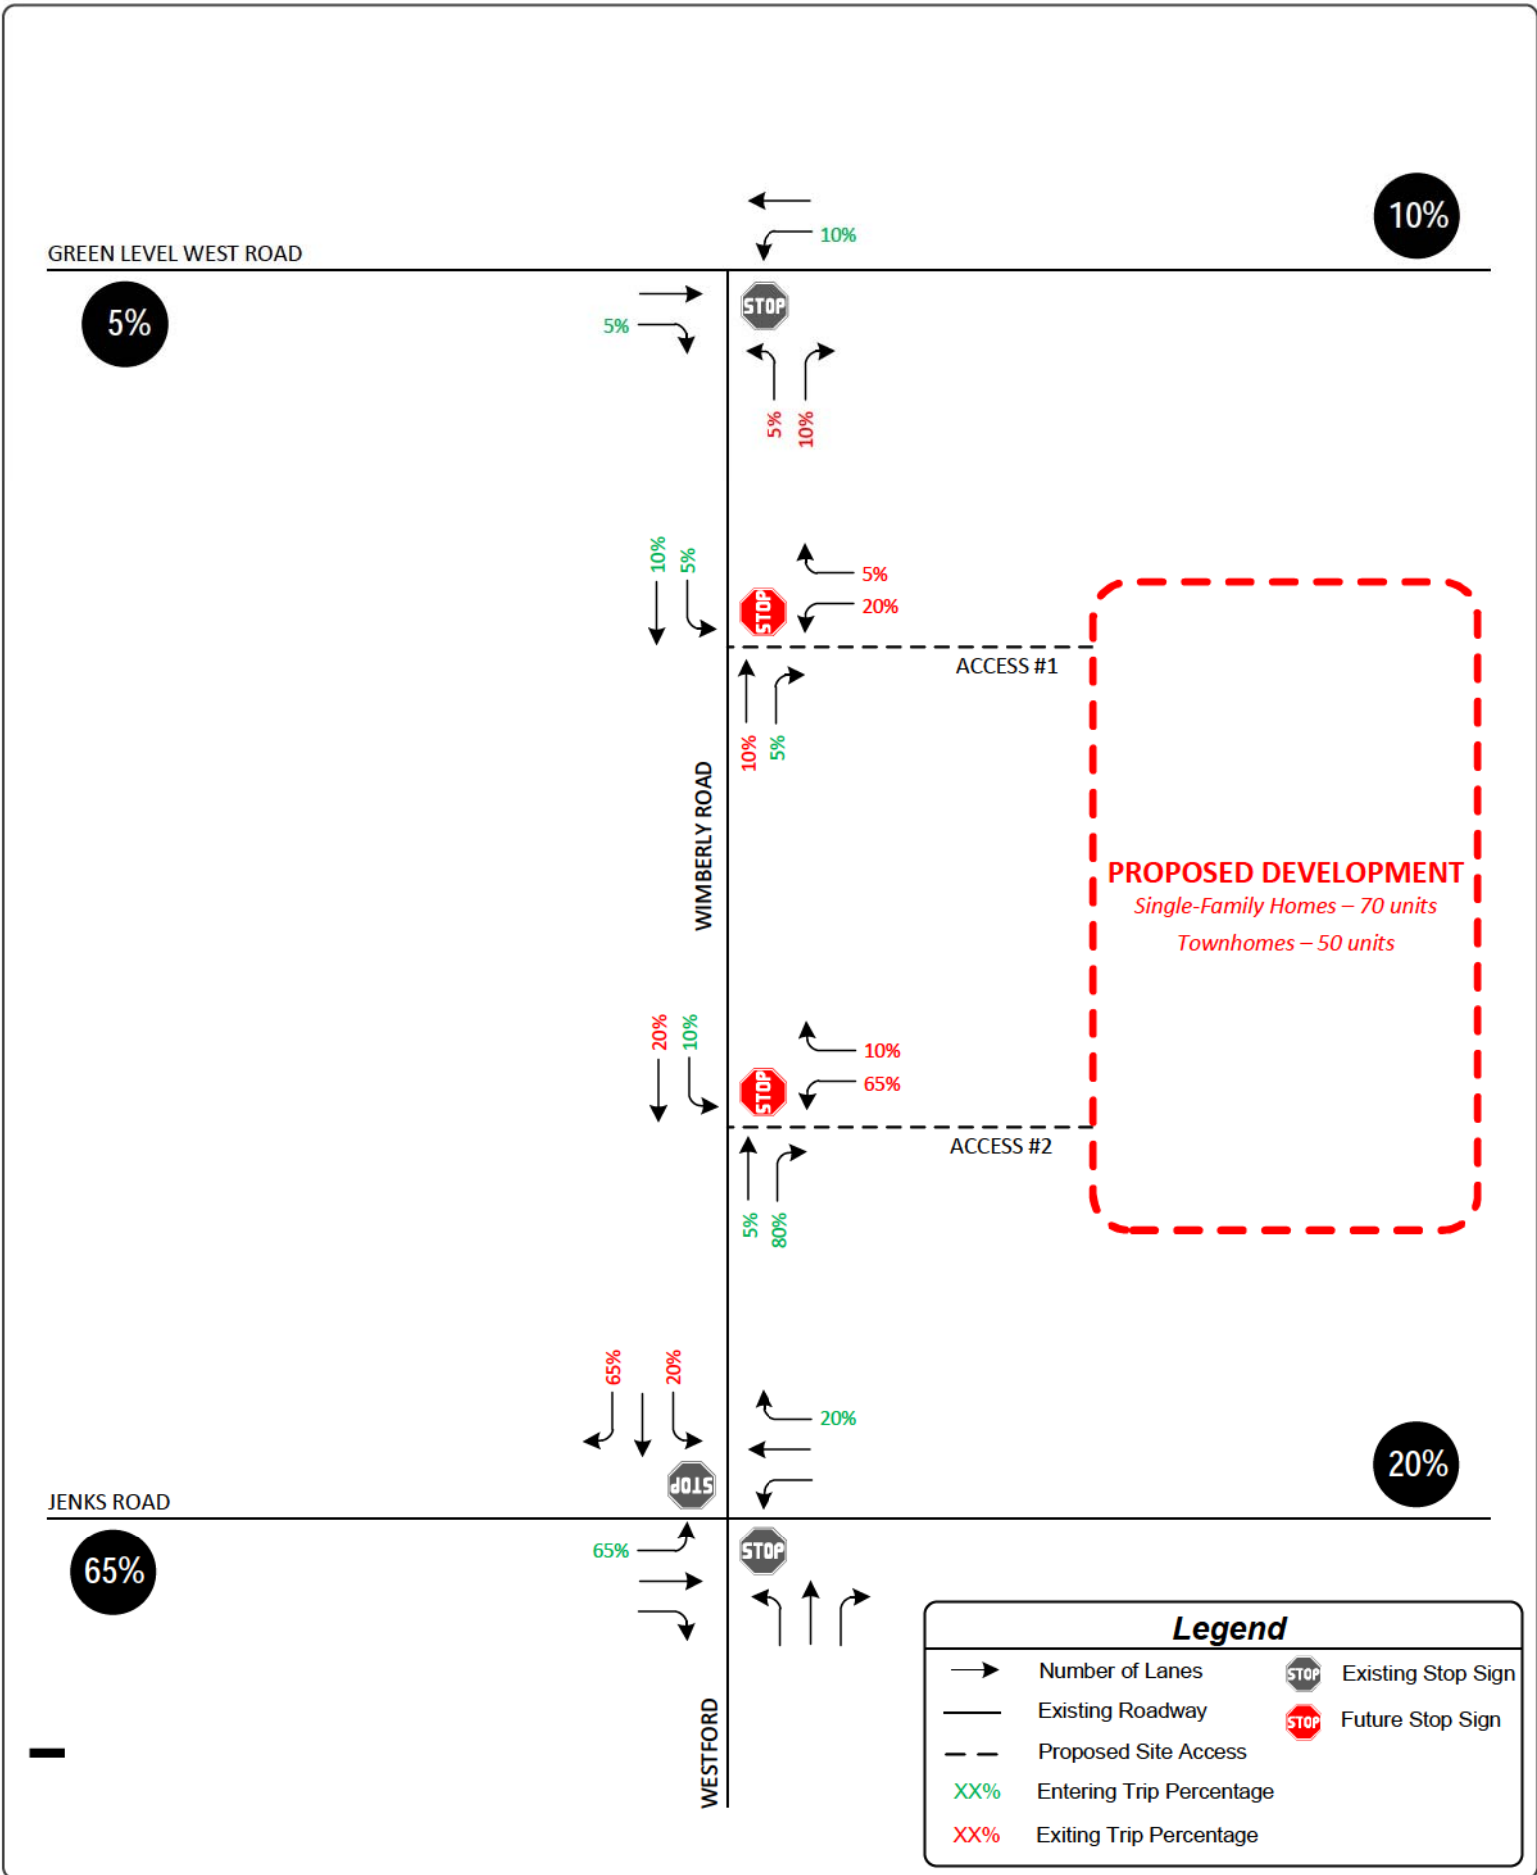 10%
10%
GREEN LEVEL WEST ROAD
5%
STOP
5%
5%
10%
10%
5%
5%
STOP
20%
ACCESS #1
10%
5%
WIMBERLY ROAD
PROPOSED DEVELOPMENT
Single-Family Homes – 70 units
Townhomes – 50 units
20%
10%
10%
STOP
65%
ACCESS #2
5%
80%
65%
20%
20%
20%
STOP
JENKS ROAD
65%
STOP
65%
WESTFORD
Legend
Number of Lanes
STOP Existing Stop Sign
Existing Roadway
STOP Future Stop Sign
Proposed Site Access
XX% Entering Trip Percentage
XX% Exiting Trip Percentage